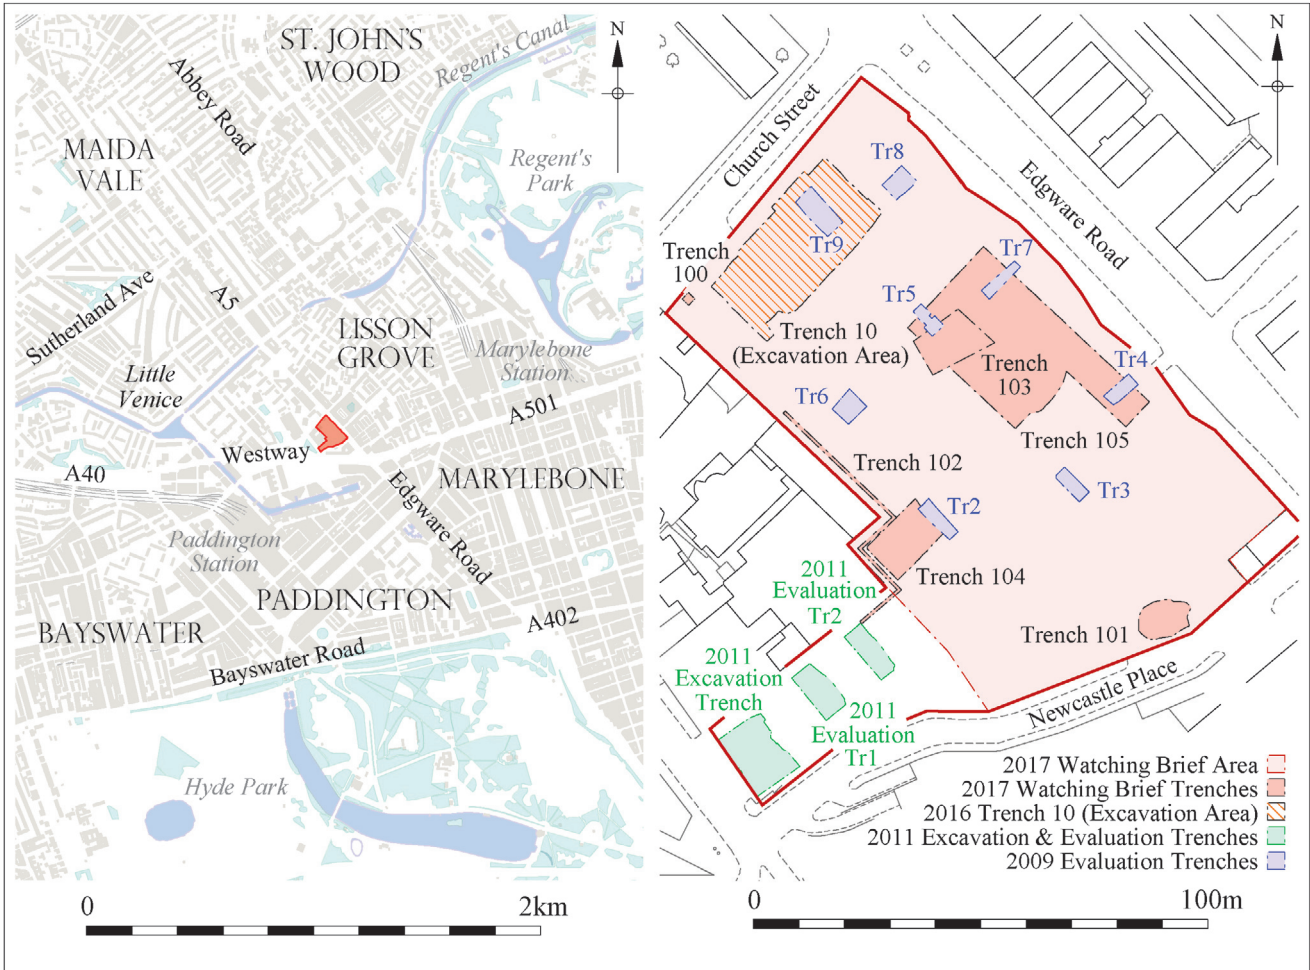 ST. JOHN'S
WOOD
Regent's Canal
N
Abbey Road
MAIDA
VALE
Regent's
Park
Sutherland Ave
A5
LISSON
GROVE
Marylebone
Station
Little
Venice
A501
Westway
A40
MARYLEBONE
Edgware Road
Paddington
Station
PADDINGTON
BAYSWATER
A402
Bayswater Road
Hyde Park
0
2km
N
Church Street
Edgware Road
Tr8
Tr9
Trench
100
Tr7
Tr5
Trench 10
(Excavation Area)
Trench
103
Tr4
Tr6
Trench 105
Trench 102
Tr3
Tr2
Trench 104
2011
Evaluation
Tr2
Trench 101
2011
Excavation
Trench
2011
Evaluation
Tr1
Newcastle Place
2017 Watching Brief Area
2017 Watching Brief Trenches
2016 Trench 10 (Excavation Area)
2011 Excavation & Evaluation Trenches
2009 Evaluation Trenches
0
100m